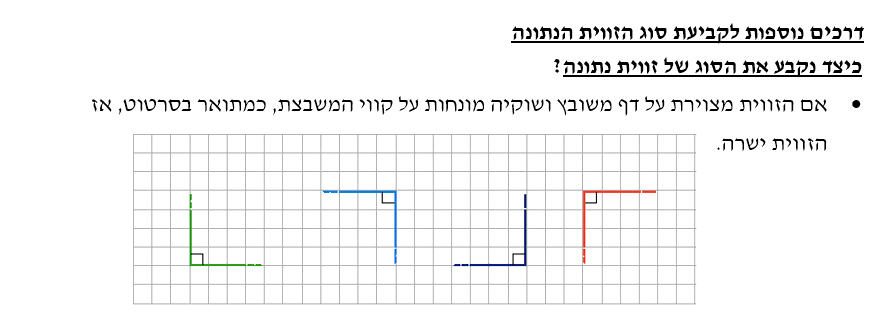 דרכים נוספות לקביעת סוג הזווית הנתונה
כיצד נקבע את הסוג של זווית נתונה?
• אם הזווית מצוירת על דף משובץ ושוקיה מונחות על קווי המשבצת, כמתואר בסרטוט, אז
הזווית ישרה.